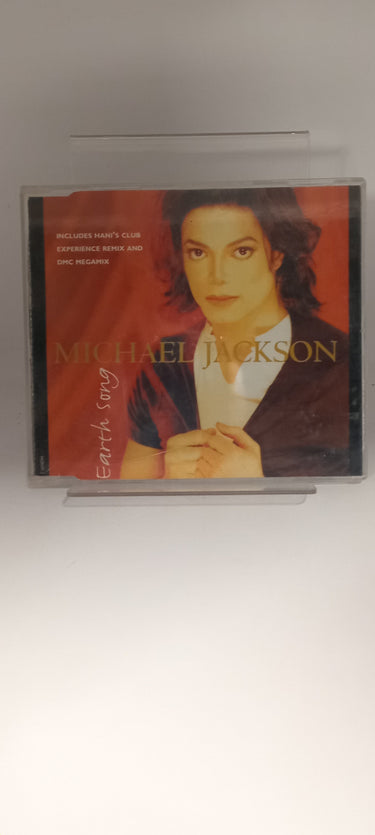 INCLUDES HANI'S CLUB
EXPERIENCE REMIX AND
DMC MEGAMIX
MICHAEL JACKSON
Earth Song